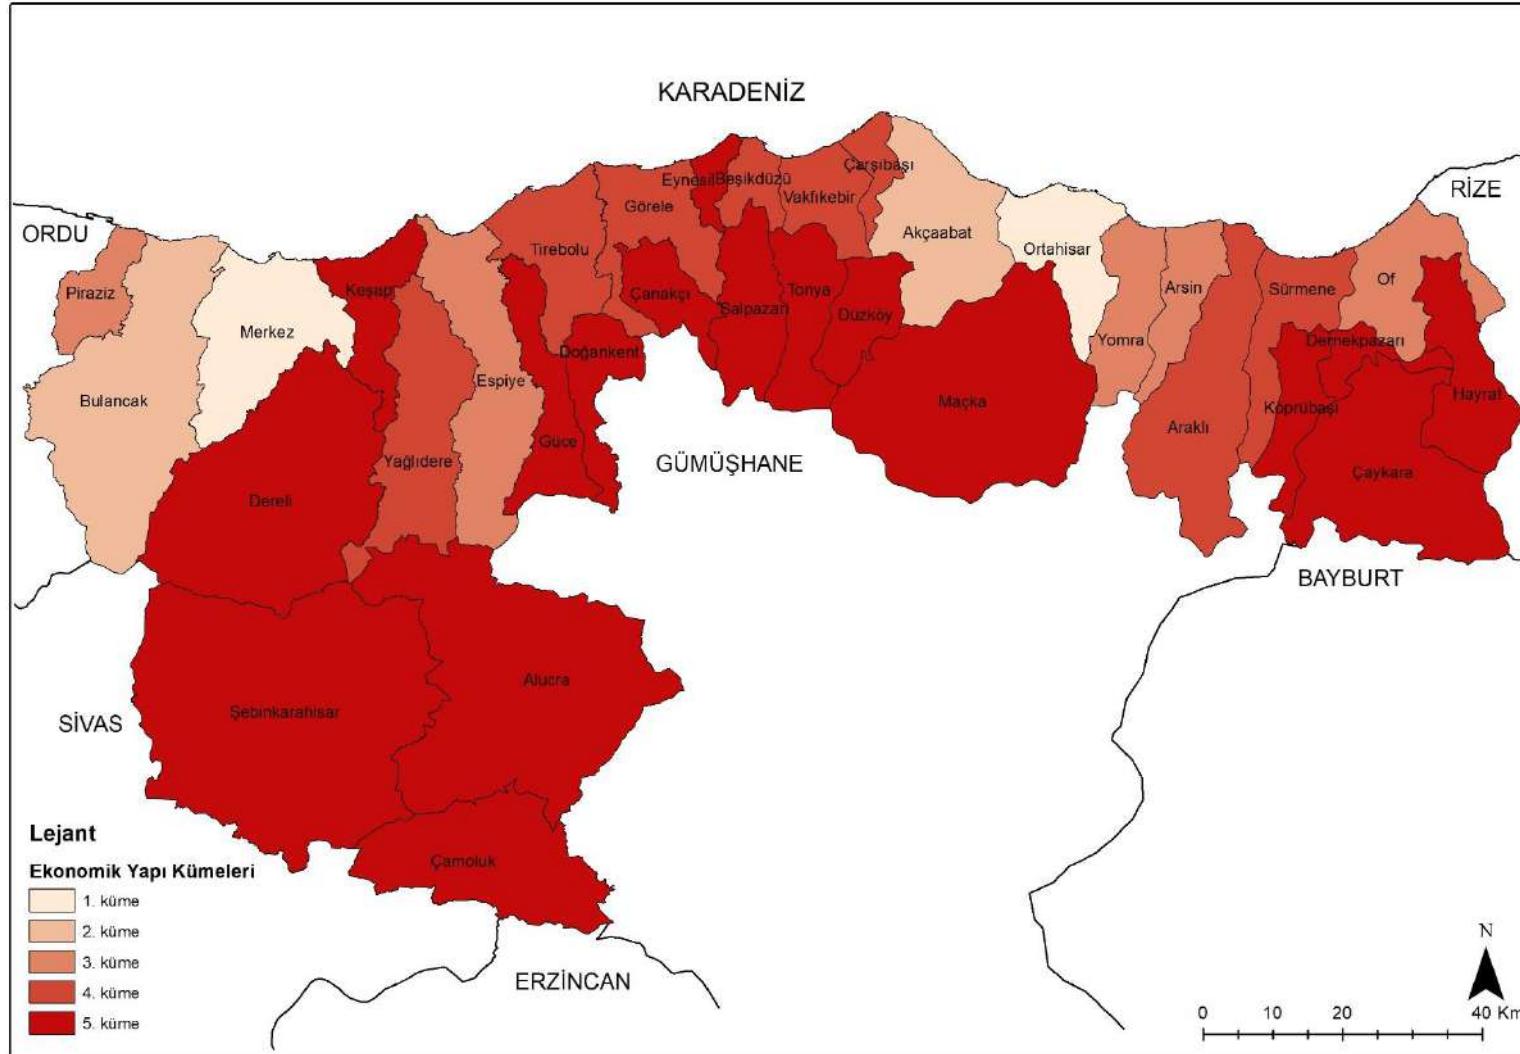 KARADENİZ
RİZE
ORDU
GÜMÜŞHANE
BAYBURT
SİVAS
ERZİNCAN
Piraziz
Bulancak
Merkez
Keşap
Dereli
Yağlıdere
Espiye
Güce
Doğankent
Tirebolu
Görele
Çanakçı
Eynesil
Beşikdüzü
Şalpazarı
Vakfıkebir
Tonya
Çarşıbaşı
Düzköy
Akçaabat
Maçka
Ortahisar
Yomra
Arsin
Araklı
Sürmene
Köprübaşı
Of
Dernekpazarı
Hayrat
Çaykara
Alucra
Şebinkarahisar
Çamoluk
Lejant
Ekonomik Yapı Kümeleri
1. küme
2. küme
3. küme
4. küme
5. küme
N
0 10 20 40 Km